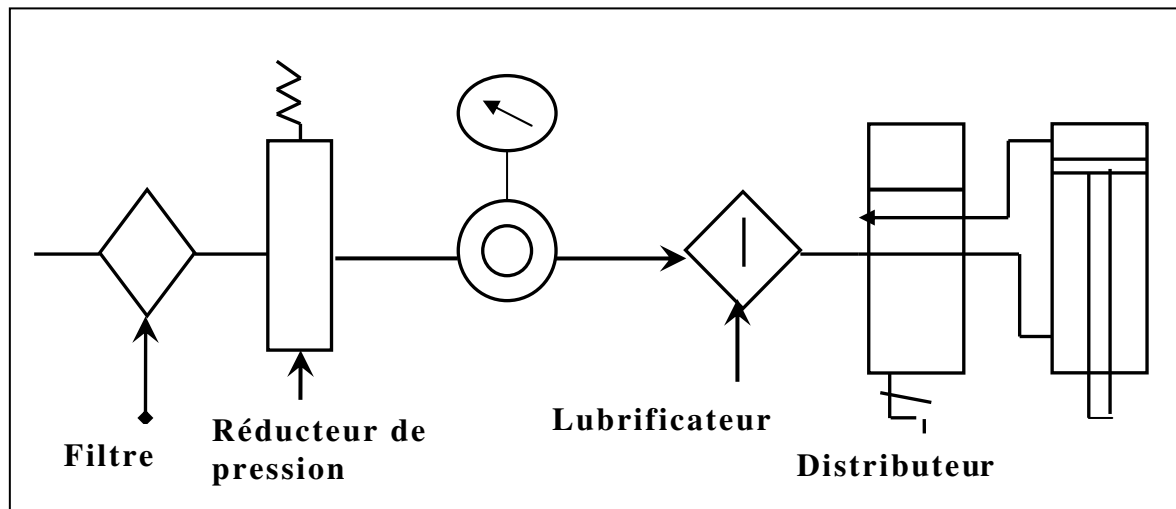 Filtre
Réducteur de
pression
Lubrificateur
Distributeur